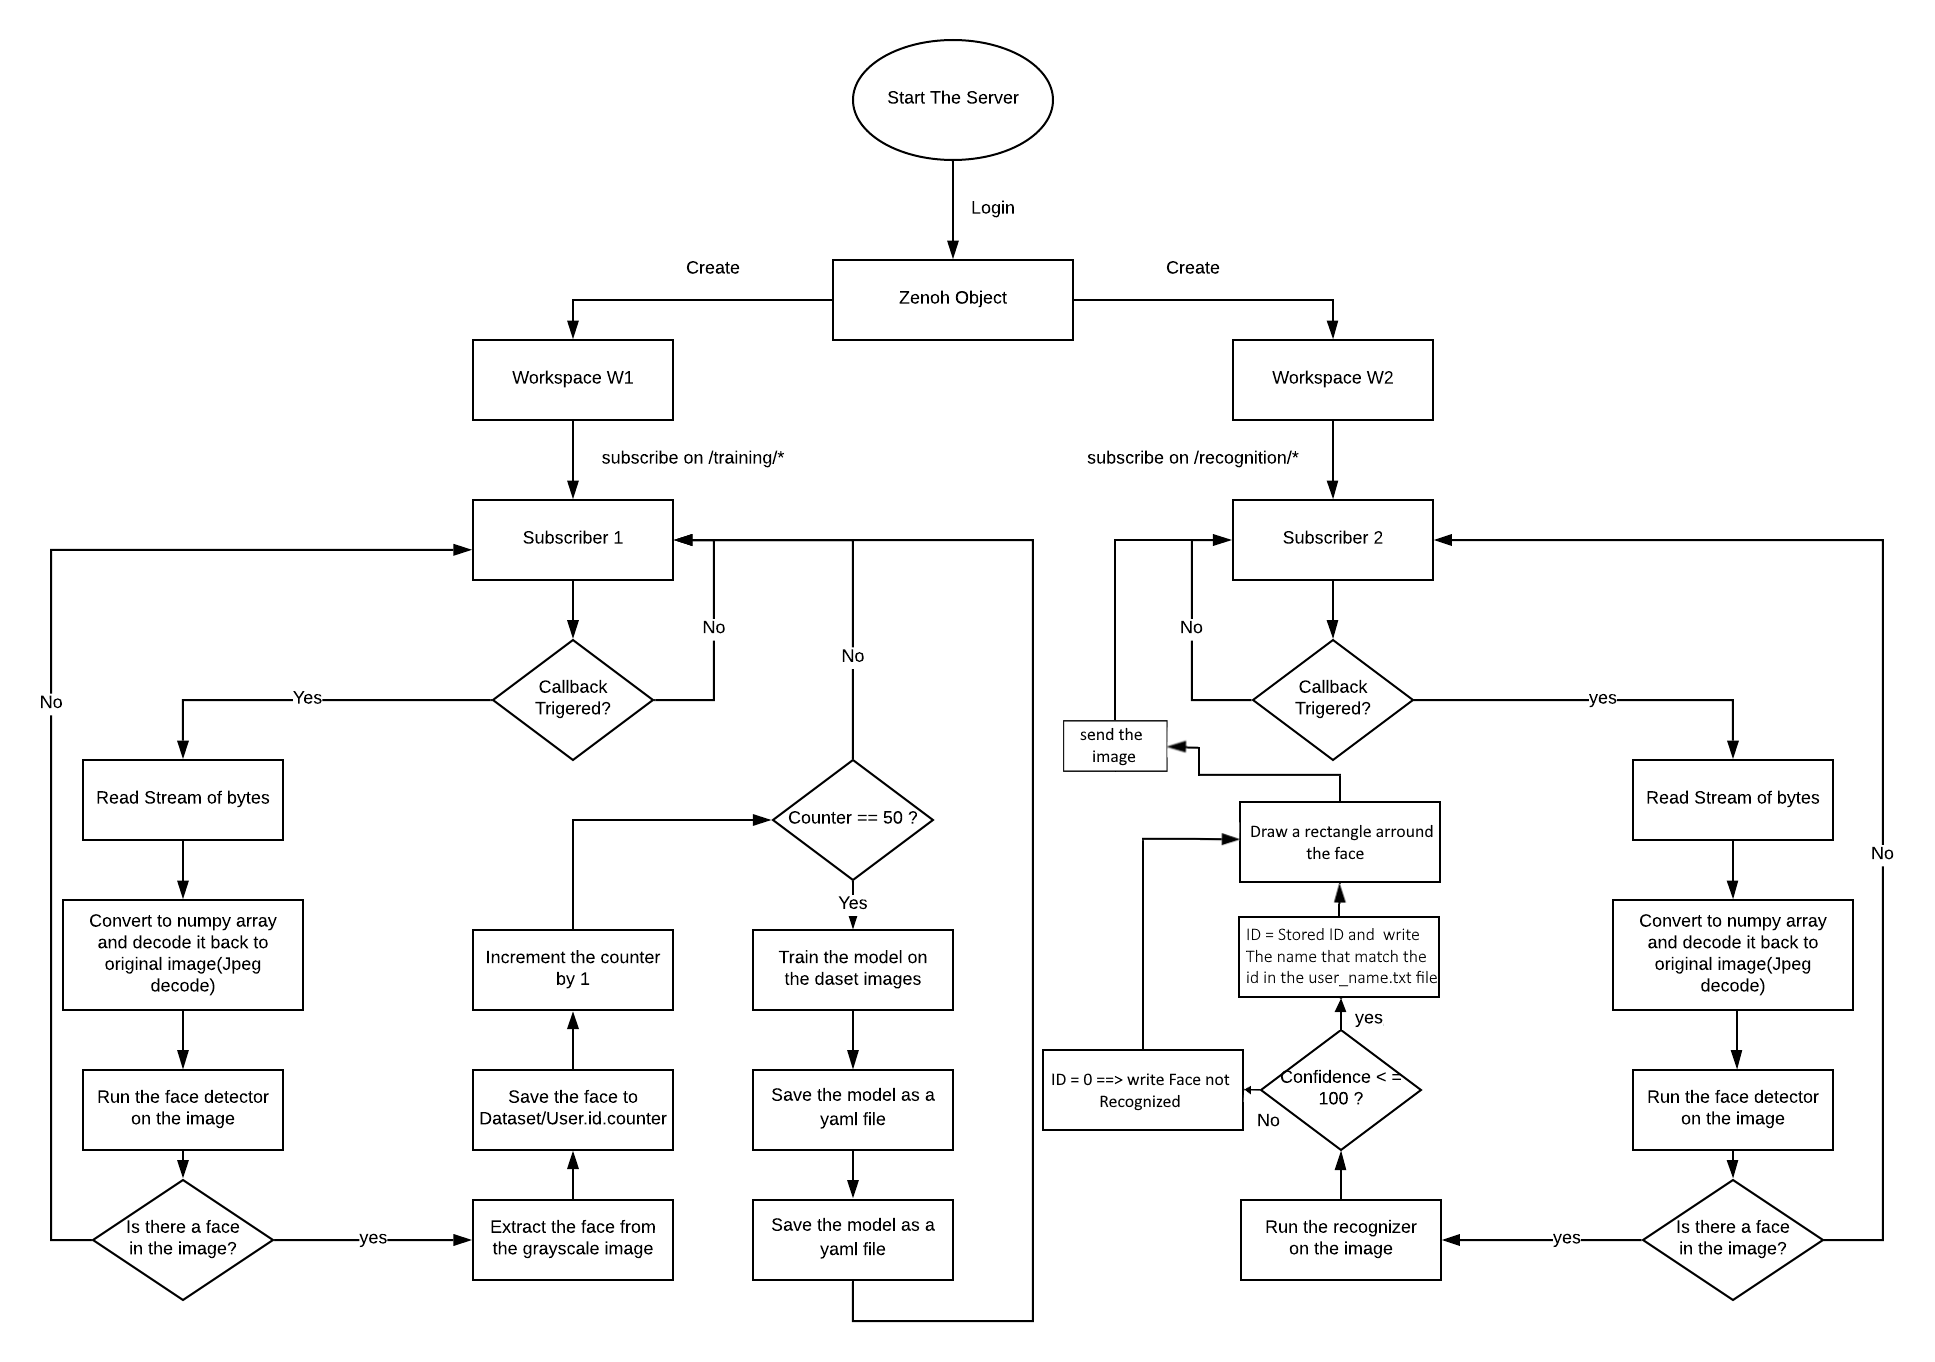 Start The Server
Login
Create
Create
Zenoh Object
Workspace W1
Workspace W2
subscribe on /training/*
subscribe on /recognition/*
Subscriber 1
Subscriber 2
No
No
No
Callback
Trigered?
Yes
No
Callback
Trigered?
yes
No
send the
image
Read Stream of bytes
Counter == 50 ?
Draw a rectangle arround
the face
Read Stream of bytes
Yes
Convert to numpy array
and decode it back to
original image(Jpeg
decode)
Increment the counter
by 1
Train the model on
the daset images
ID = Stored ID and write
The name that match the
id in the user_name.txt file
Convert to numpy array
and decode it back to
original image(Jpeg
decode)
yes
Run the face detector
on the image
Save the face to
Dataset/User.id.counter
Save the model as a
yaml file
ID = 0 ==> write Face not
Recognized
No
Confidence < =
100 ?
Run the face detector
on the image
Is there a face
in the image?
yes
Extract the face from
the grayscale image
Save the model as a
yaml file
Run the recognizer
on the image
yes
Is there a face
in the image?